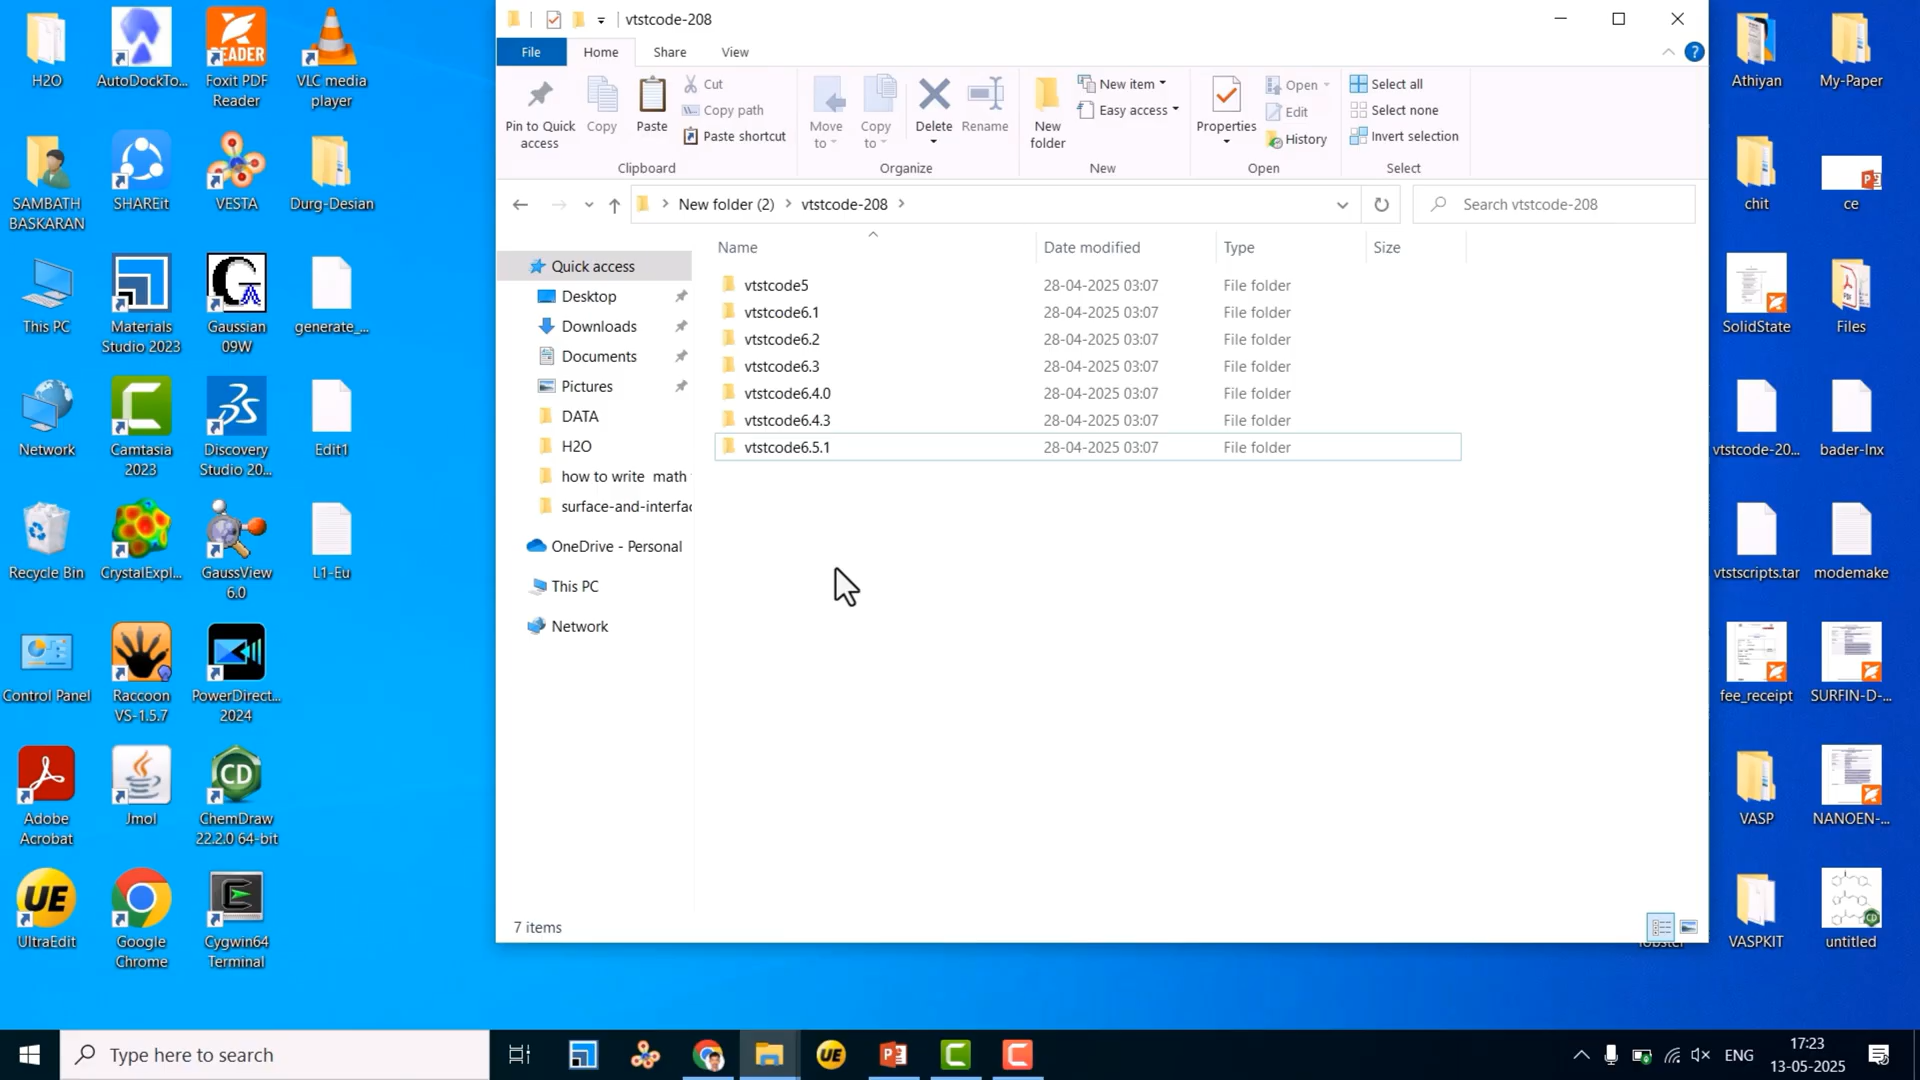 H2O
AutoDockTo...
Foxit PDF
Reader
VLC media
player
SAMBATH
BASKARAN
SHAREit
VESTA
Durg-Desian
This PC
Materials
Studio 2023
Gaussian
09W
generate_...
Network
Camtasia
2023
Discovery
Studio 20...
Edit1
Recycle Bin
CrystalExpl...
GaussView
6.0
L1-Eu
Control Panel
Raccoon
VS-1.5.7
PowerDirect...
2024
Adobe
Acrobat
Jmol
ChemDraw
22.2.0 64-bit
UltraEdit
Google
Chrome
Cygwin64
Terminal
vtstcode-208
File
Home
Share
View
Pin to Quick
access
Copy
Paste
Cut
Copy path
Paste shortcut
Clipboard
Move
to
Copy
to
Delete
Rename
Organize
New
folder
New item
Easy access
New
Properties
Open
Edit
History
Open
Select all
Select none
Invert selection
Select
New folder (2)
vtstcode-208
Search vtstcode-208
Quick access
Desktop
Downloads
Documents
Pictures
DATA
H2O
how to write math
surface-and-interfac
OneDrive - Personal
This PC
Network
Name Date modified Type Size
vtstcode5 28-04-2025 03:07 File folder
vtstcode6.1 28-04-2025 03:07 File folder
vtstcode6.2 28-04-2025 03:07 File folder
vtstcode6.3 28-04-2025 03:07 File folder
vtstcode6.4.0 28-04-2025 03:07 File folder
vtstcode6.4.3 28-04-2025 03:07 File folder
vtstcode6.5.1 28-04-2025 03:07 File folder
7 items
Athiyan
My-Paper
chit
ce
SolidState
Files
vtstcode-20...
bader-lnx
vtstscripts.tar
modemake
fee_receipt
SURFIN-D-...
VASP
NANOEN-...
VASPKIT
untitled
Type here to search
ENG
17:23
13-05-2025